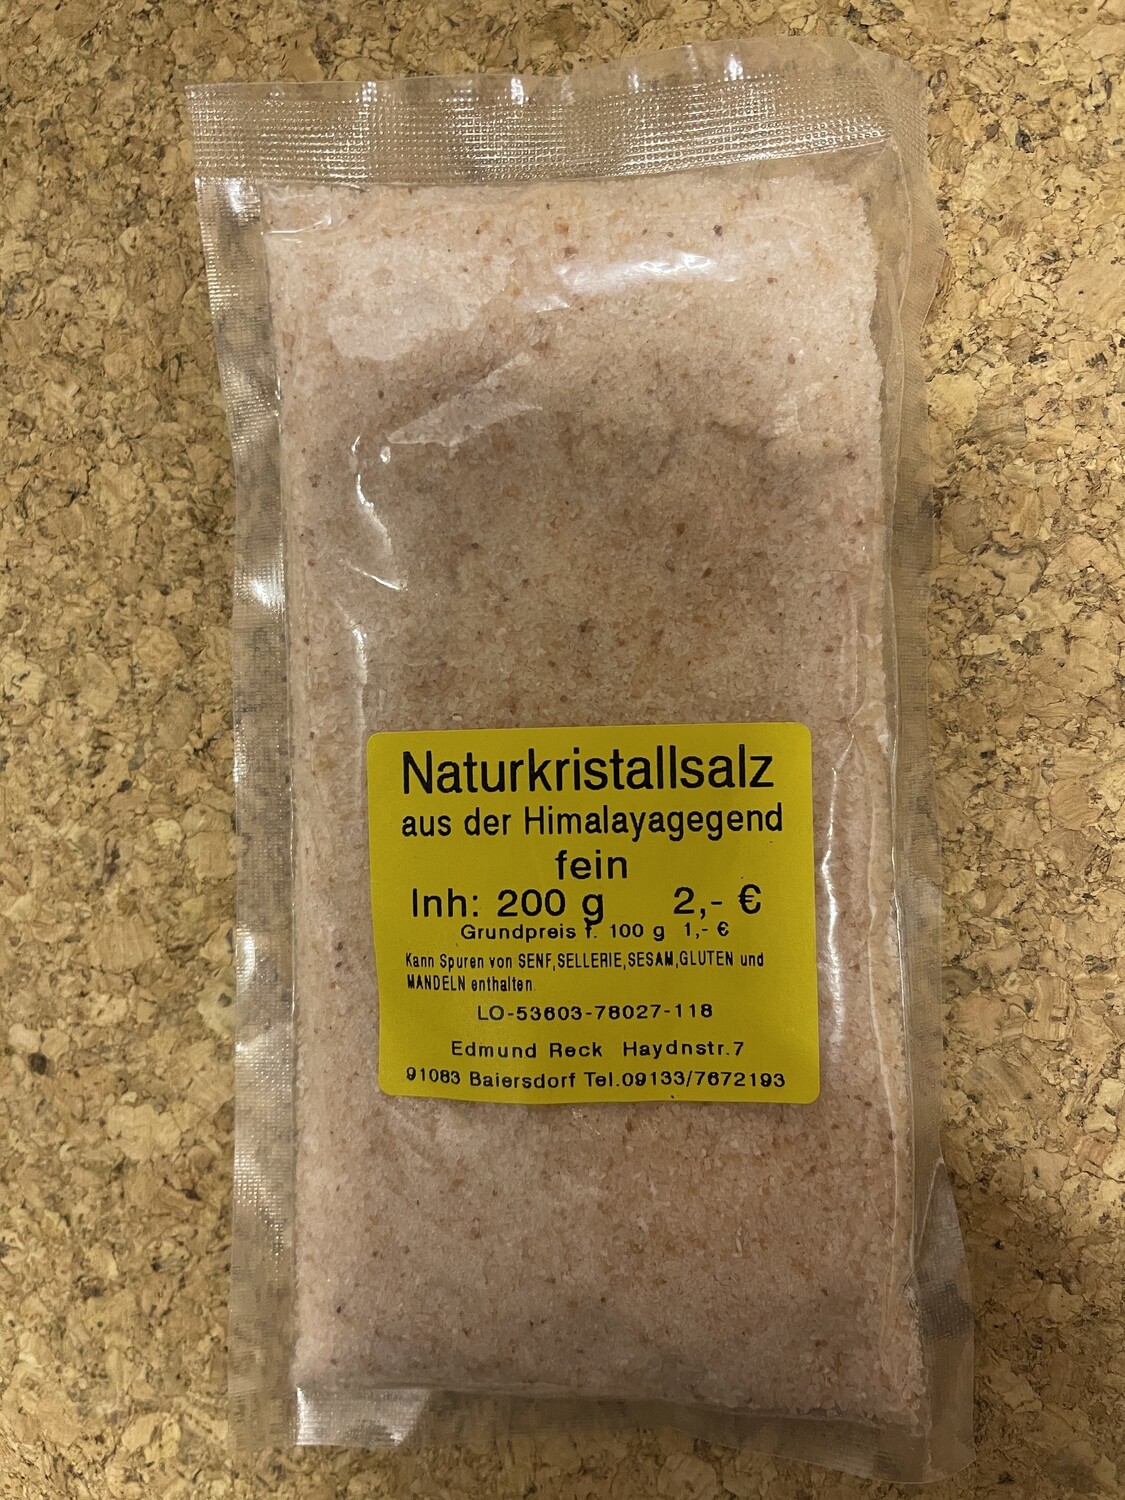 Naturkristallsalz
aus der Himalayagegend
fein
Inh: 200 g 2,- €
Grundpreis f. 100 g 1,- €
Kann Spuren von SENF,SELLERIE,SESAM,GLUTEN und
MANDELN enthalten.
LO-53603-78027-118
Edmund Reck Haydnstr.7
91083 Baiersdorf Tel.09133/7672193